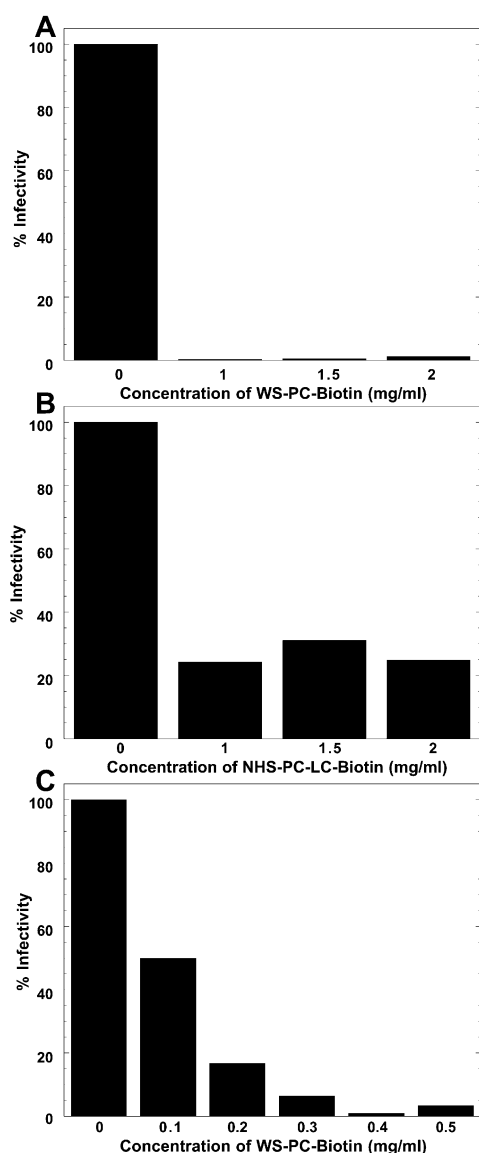 A
% Infectivity
100
80
60
40
20
0
0 1 1.5 2
Concentration of WS-PC-Biotin (mg/ml)
B
% Infectivity
100
80
60
40
20
0
0 1 1.5 2
Concentration of NHS-PC-LC-Biotin (mg/ml)
C
% Infectivity
100
80
60
40
20
0
0 0.1 0.2 0.3 0.4 0.5
Concentration of WS-PC-Biotin (mg/ml)